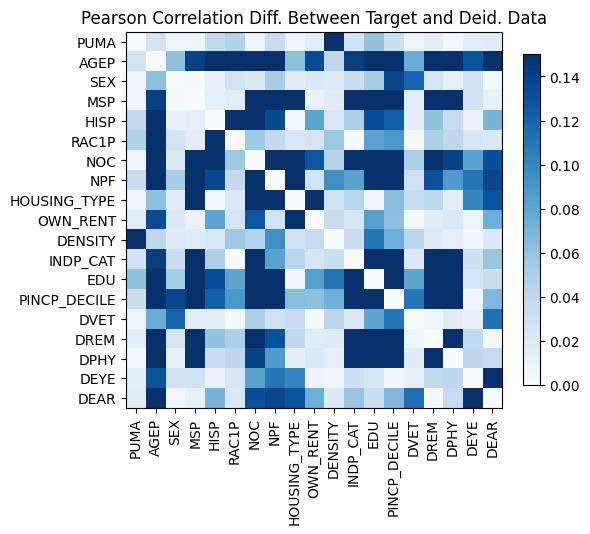 Pearson Correlation Diff. Between Target and Deid. Data
PUMA
AGEP
SEX
MSP
HISP
RAC1P
NOC
NPF
HOUSING_TYPE
OWN_RENT
DENSITY
INDP_CAT
EDU
PINCP_DECILE
DVET
DREM
DPHY
DEYE
DEAR
PUMA
AGEP
SEX
MSP
HISP
RAC1P
NOC
NPF
HOUSING_TYPE
OWN_RENT
DENSITY
INDP_CAT
EDU
PINCP_DECILE
DVET
DREM
DPHY
DEYE
DEAR
0.14
0.12
0.10
0.08
0.06
0.04
0.02
0.00